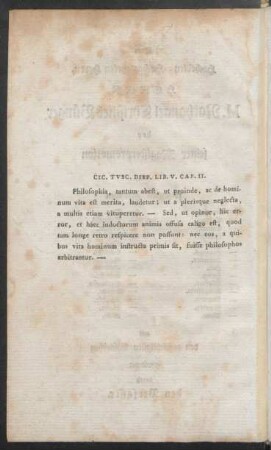 CIC. TVSC. DISP. LIB. V. CAP. II.
Philosophia, tantum abest, ut proinde, ac de homi-
num vita est merita, laudetur; ut a plerisque neglecta,
a multis etiam vituperetur. — Sed, ut opinor, hic er-
ror, et haec indoctorum animis offusa caligo est, quod
tam longe retro respicere non possunt: nec eos, a qui-
bus vita hominum instructa primis sit, fuisse philosophos
arbitrantur. —